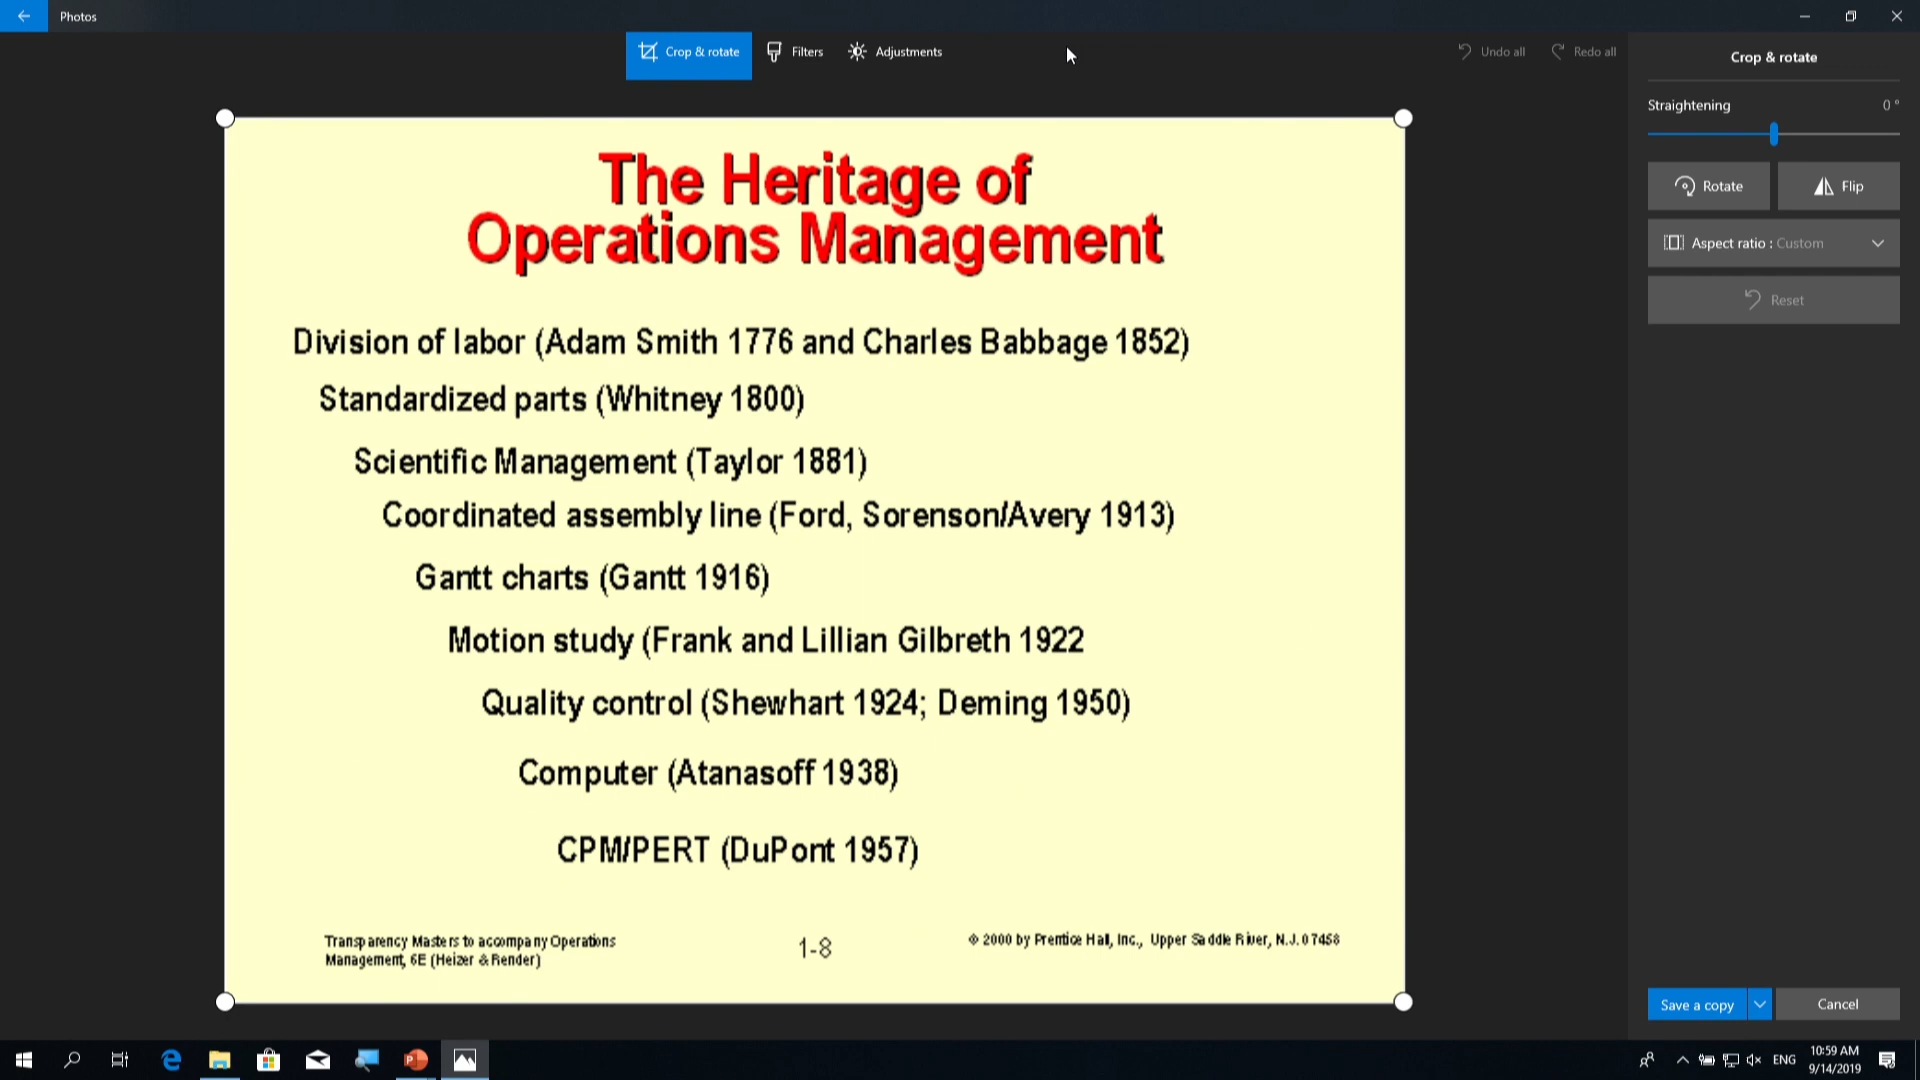 Photos
Crop & rotate
Filters
Adjustments
Undo all
Redo all
Crop & rotate
Straightening 0 °
Rotate
Flip
Aspect ratio : Custom
Reset
The Heritage of
Operations Management
Division of labor (Adam Smith 1776 and Charles Babbage 1852)
Standardized parts (Whitney 1800)
Scientific Management (Taylor 1881)
Coordinated assembly line (Ford, Sorenson/Avery 1913)
Gantt charts (Gantt 1916)
Motion study (Frank and Lillian Gilbreth 1922
Quality control (Shewhart 1924; Deming 1950)
Computer (Atanasoff 1938)
CPM/PERT (DuPont 1957)
Transparency Masters to accompany Operations
Management, 6E (Heizer & Render)
1-8
© 2000 by Prentice Hall, Inc., Upper Saddle River, N.J. 07458
Save a copy
Cancel
ENG
10:59 AM
9/14/2019